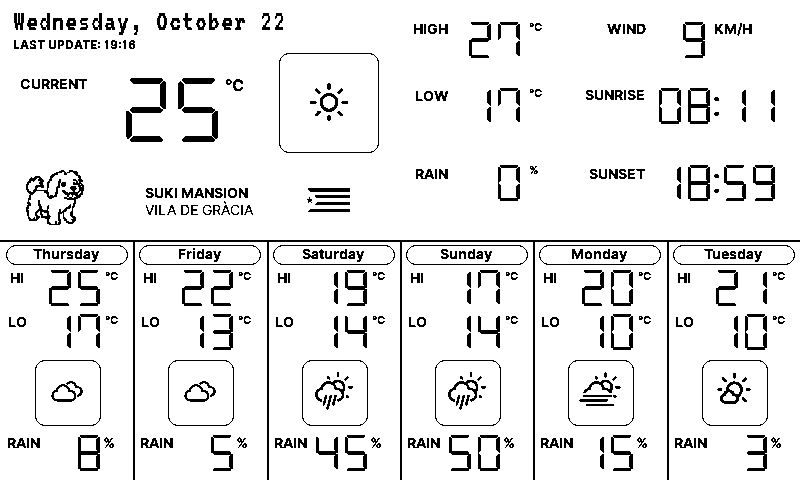 Wednesday, October 22
LAST UPDATE: 19:16
CURRENT 25 °C
SUKI MANSION
VILA DE GRÀCIA
HIGH 27 °C
LOW 17 °C
RAIN 0 %
WIND 9 KM/H
SUNRISE 08:11
SUNSET 18:59
Thursday
HI 25 °C
LO 17 °C
RAIN 8 %
Friday
HI 22 °C
LO 13 °C
RAIN 5 %
Saturday
HI 19 °C
LO 14 °C
RAIN 45 %
Sunday
HI 17 °C
LO 14 °C
RAIN 50 %
Monday
HI 20 °C
LO 10 °C
RAIN 15 %
Tuesday
HI 21 °C
LO 10 °C
RAIN 3 %